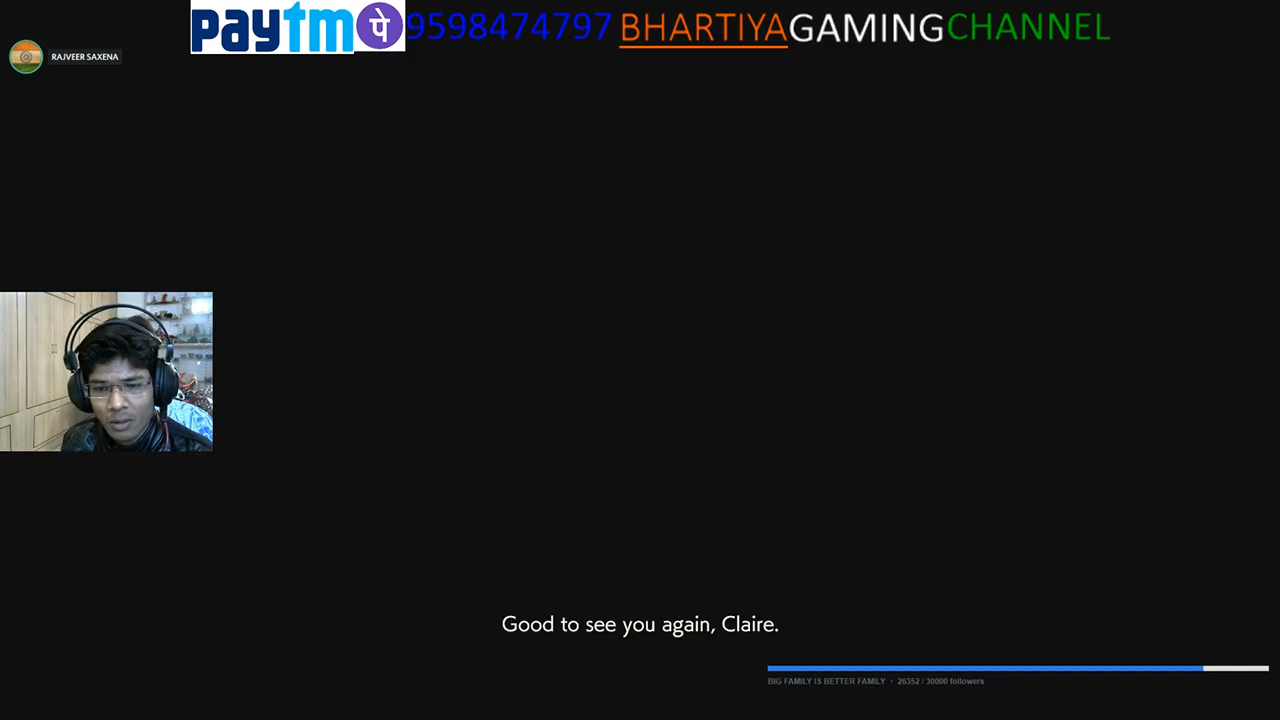 paytm पे 9598474797 BHARTIYAGAMINGCHANNEL
RAJVEER SAXENA
Good to see you again, Claire.
BIG FAMILY IS BETTER FAMILY · 26352 / 30000 followers